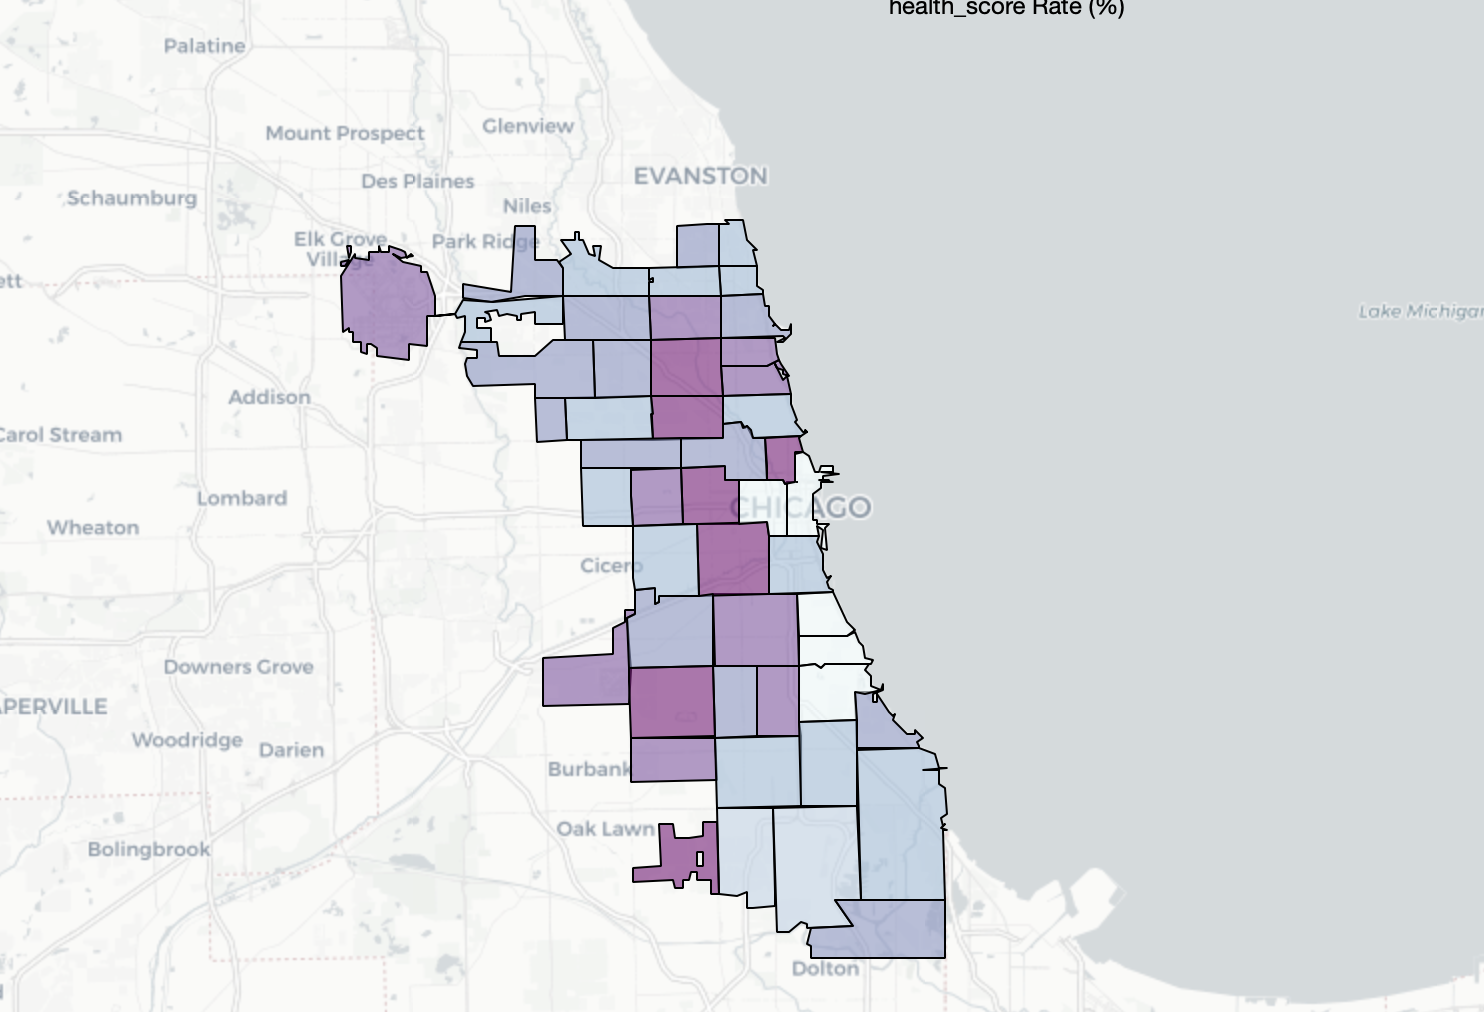 health_score Rate (%)
Palatine
Mount Prospect
Glenview
EVANSTON
Des Plaines
Schaumburg
Niles
Elk Grove
Village
Park Ridge
ett
Lake Michigan
Addison
Carol Stream
Lombard
CHICAGO
Wheaton
Cicero
Downers Grove
APERVILLE
Woodridge
Darien
Burbank
Oak Lawn
Bolingbrook
Dolton
d